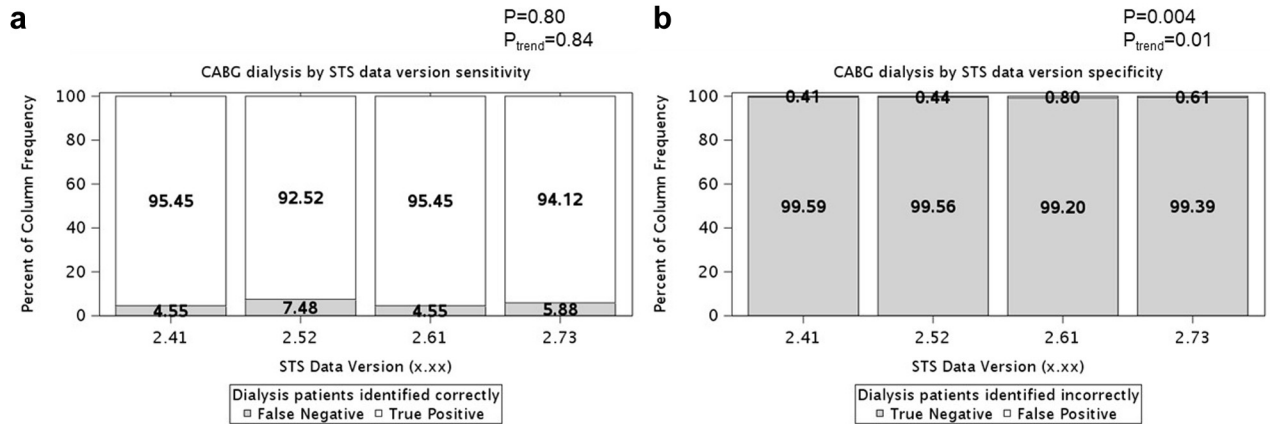 a
P=0.80
Ptrend=0.84
CABG dialysis by STS data version sensitivity
Percent of Column Frequency
100
80
60
40
20
0
95.45
92.52
95.45
94.12
4.55
7.48
4.55
5.88
2.41
2.52
2.61
2.73
STS Data Version (x.xx)
Dialysis patients identified correctly
False Negative
True Positive
b
P=0.004
Ptrend=0.01
CABG dialysis by STS data version specificity
Percent of Column Frequency
100
80
60
40
20
0
0.41
0.44
0.80
0.61
99.59
99.56
99.20
99.39
2.41
2.52
2.61
2.73
STS Data Version (x.xx)
Dialysis patients identified incorrectly
True Negative
False Positive